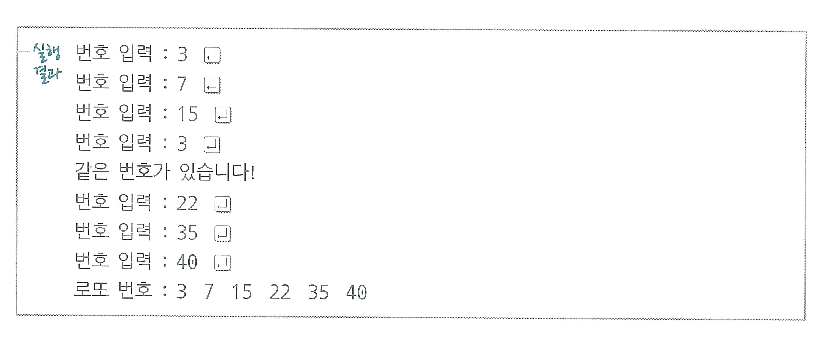 실행
결과
번호 입력 : 3 ↵
번호 입력 : 7 ↵
번호 입력 : 15 ↵
번호 입력 : 3 ↵
같은 번호가 있습니다!
번호 입력 : 22 ↵
번호 입력 : 35 ↵
번호 입력 : 40 ↵
로또 번호 : 3 7 15 22 35 40